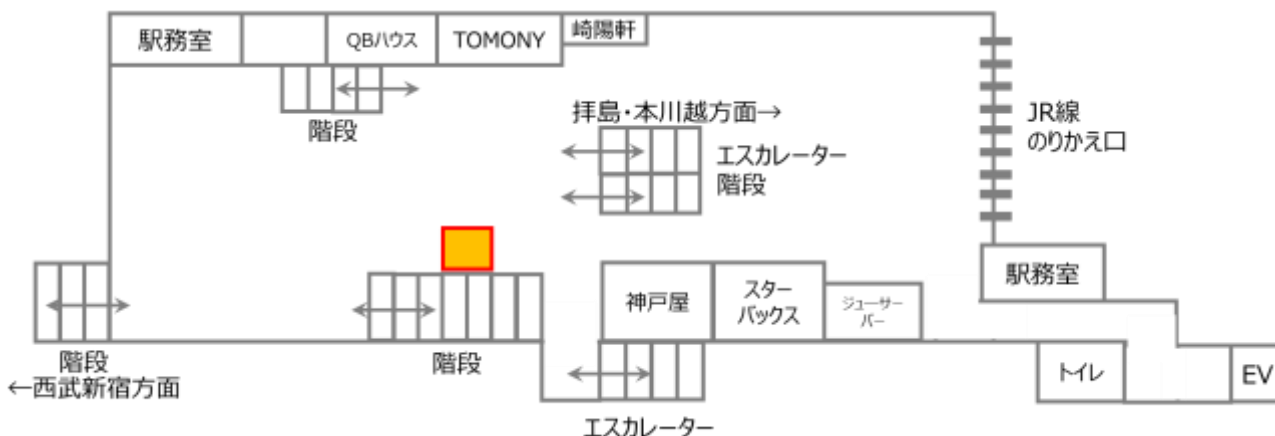 駅務室
QBハウス
TOMONY
崎陽軒
階段
拝島・本川越方面→
エスカレーター
階段
JR線
のりかえ口
駅務室
神戸屋
スター
バックス
ジューサー
バー
階段
←西武新宿方面
階段
エスカレーター
トイレ
EV